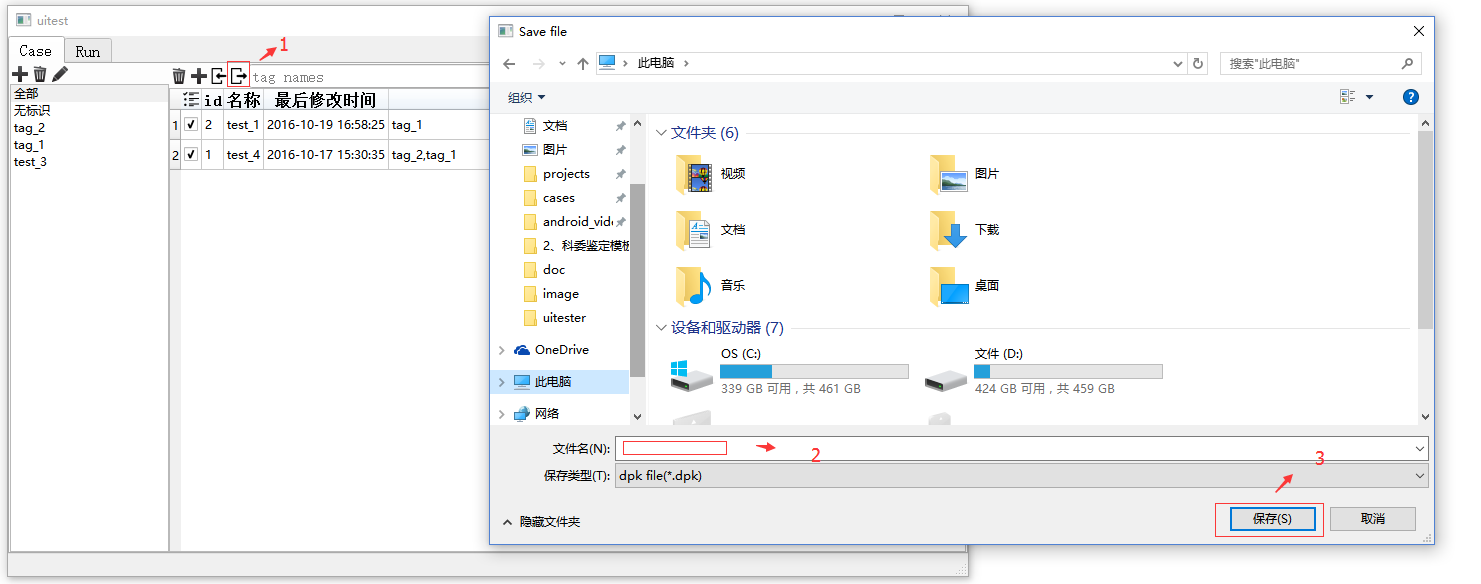 uitest
Case Run
1
tag names
全部
无标识
tag_2
tag_1
test_3
id 名称 最后修改时间
1 2 test_1 2016-10-19 16:58:25 tag_1
2 1 test_4 2016-10-17 15:30:35 tag_2,tag_1
Save file
此电脑
搜索"此电脑"
组织
文档
图片
projects
cases
android_vid
2、科委鉴定模板
doc
image
uitester
OneDrive
此电脑
网络
文件夹 (6)
视频
图片
文档
下载
音乐
桌面
设备和驱动器 (7)
OS (C:)
339 GB 可用，共 461 GB
文件 (D:)
424 GB 可用，共 459 GB
文件名(N):
2
保存类型(T): dpk file(*.dpk)
3
隐藏文件夹
保存(S)
取消